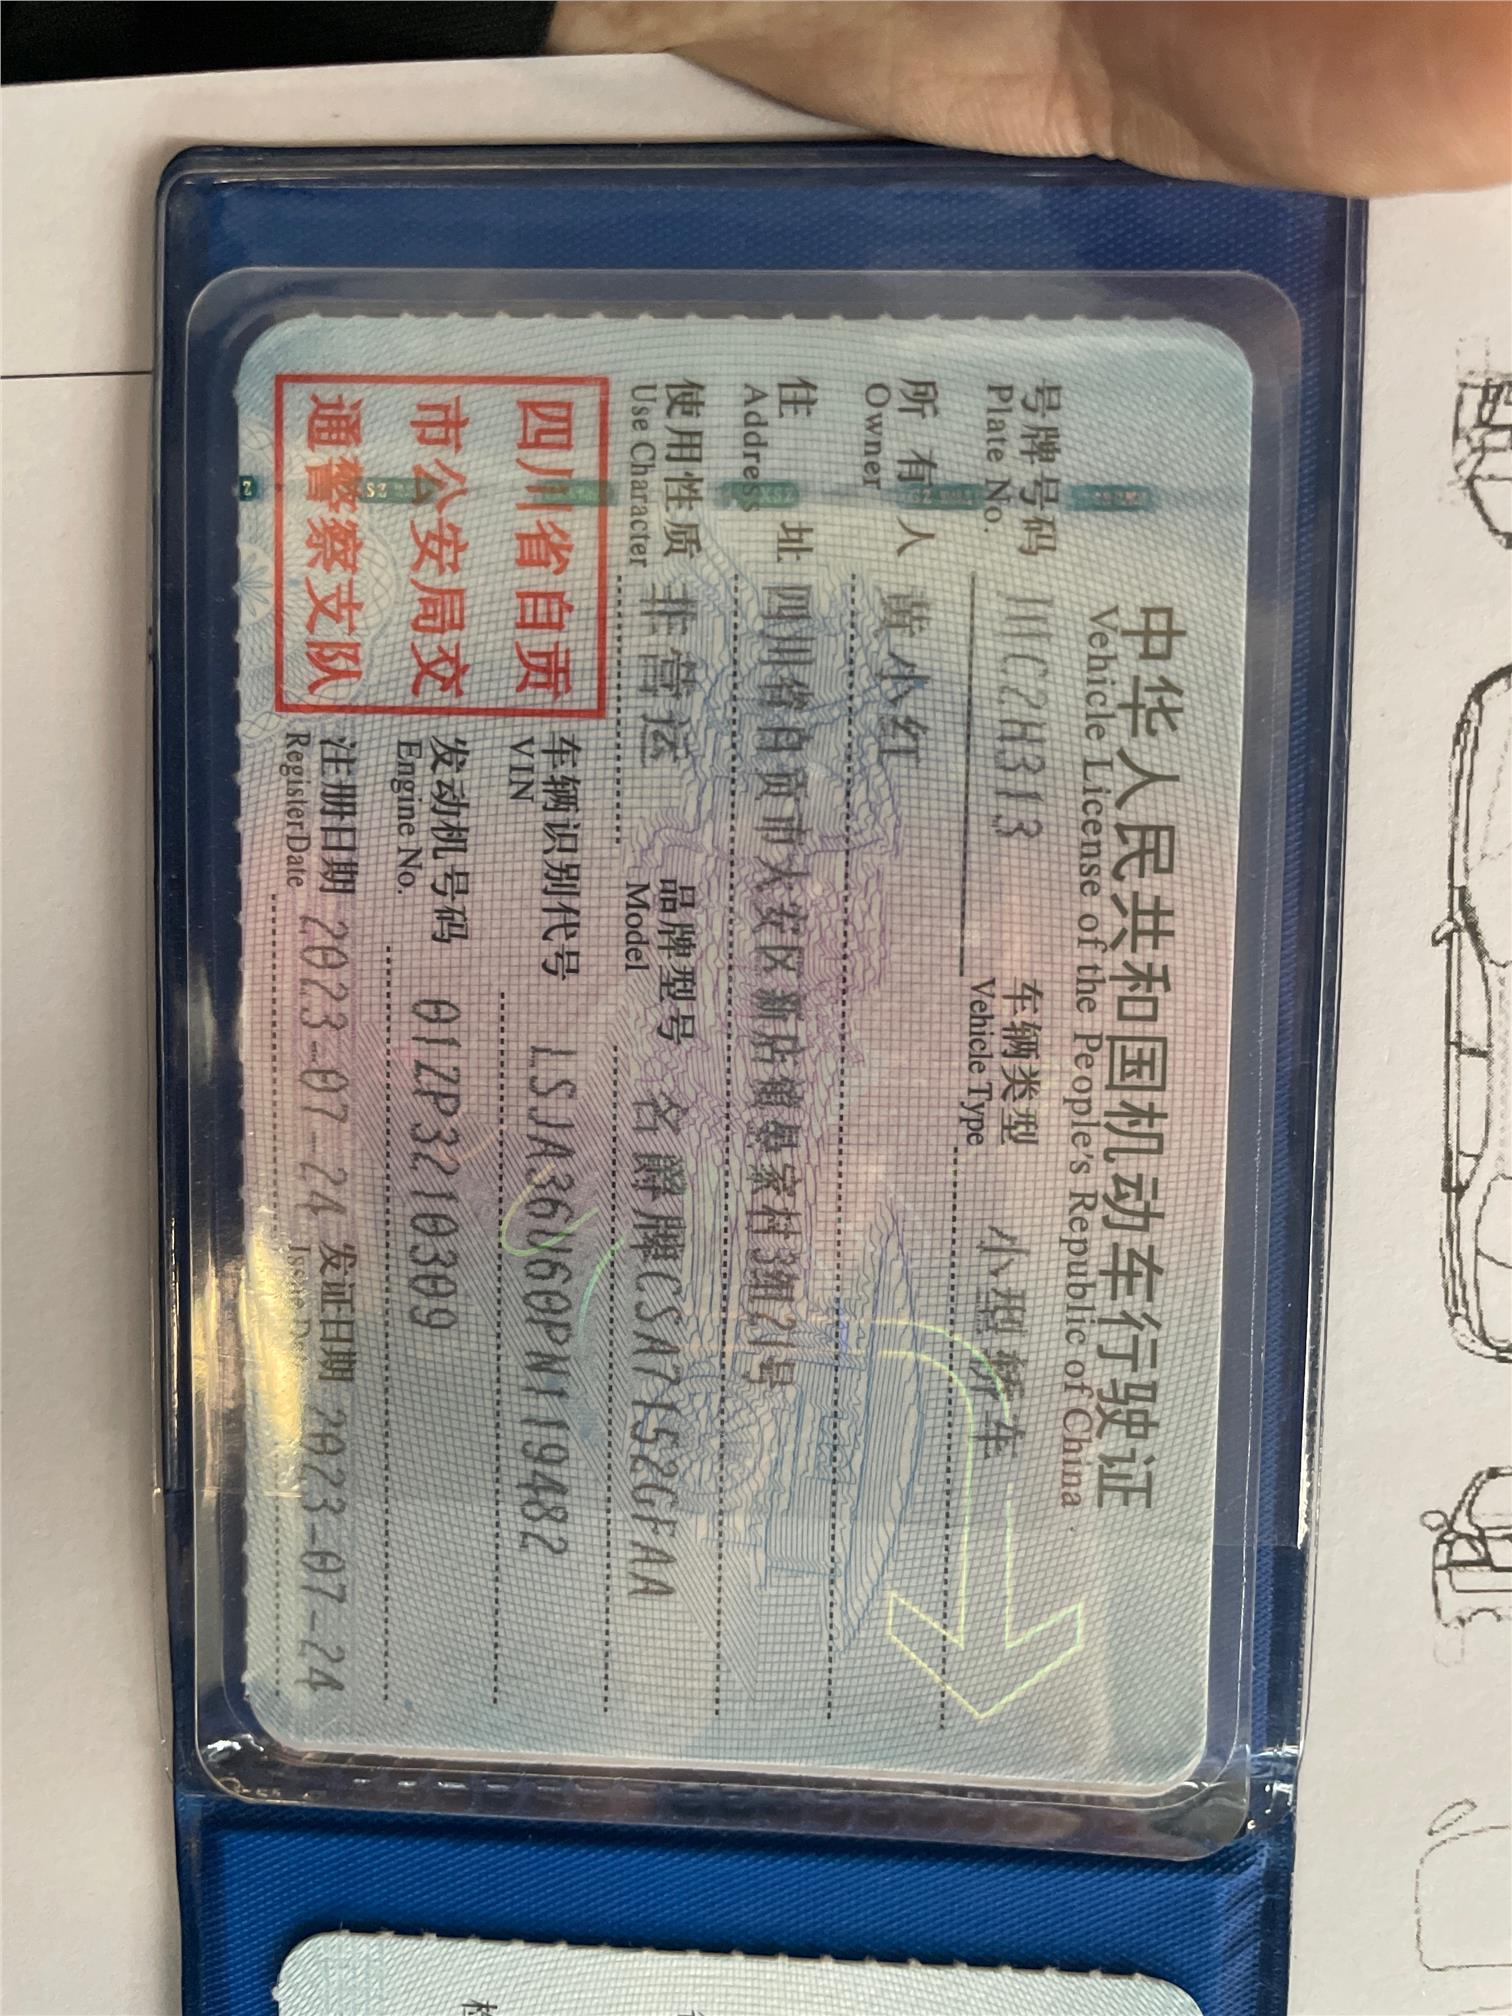 中华人民共和国机动车行驶证
Vehicle License of the People's Republic of China
号牌号码 川C2H313 车辆类型 小型轿车
Plate No. Vehicle Type
所有人 黄小红
Owner
住址 四川省自贡市大安区新店镇暴家村3组21号
Address
使用性质 非营运 品牌型号 名爵牌CSA7152GFAA
Use Character Model
四川省自贡
市公安局交
通警察支队
车辆识别代号 LSJA36U60PN119482
VIN
发动机号码 01ZP3210309
Engine No.
注册日期 2023-07-24 发证日期 2023-07-24
Register Date Issue Date